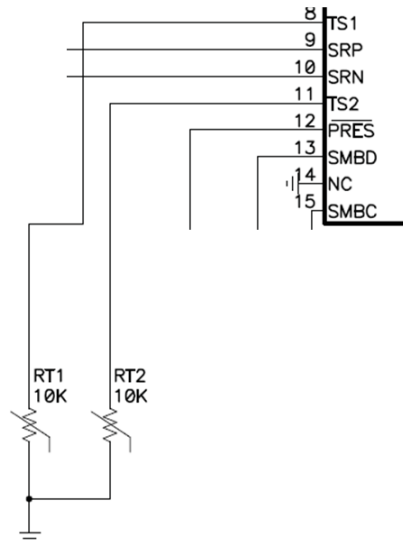 8 TS1
9 SRP
10 SRN
11 TS2
12 PRES
13 SMBD
14 NC
15 SMBC
RT1 RT2
10K 10K